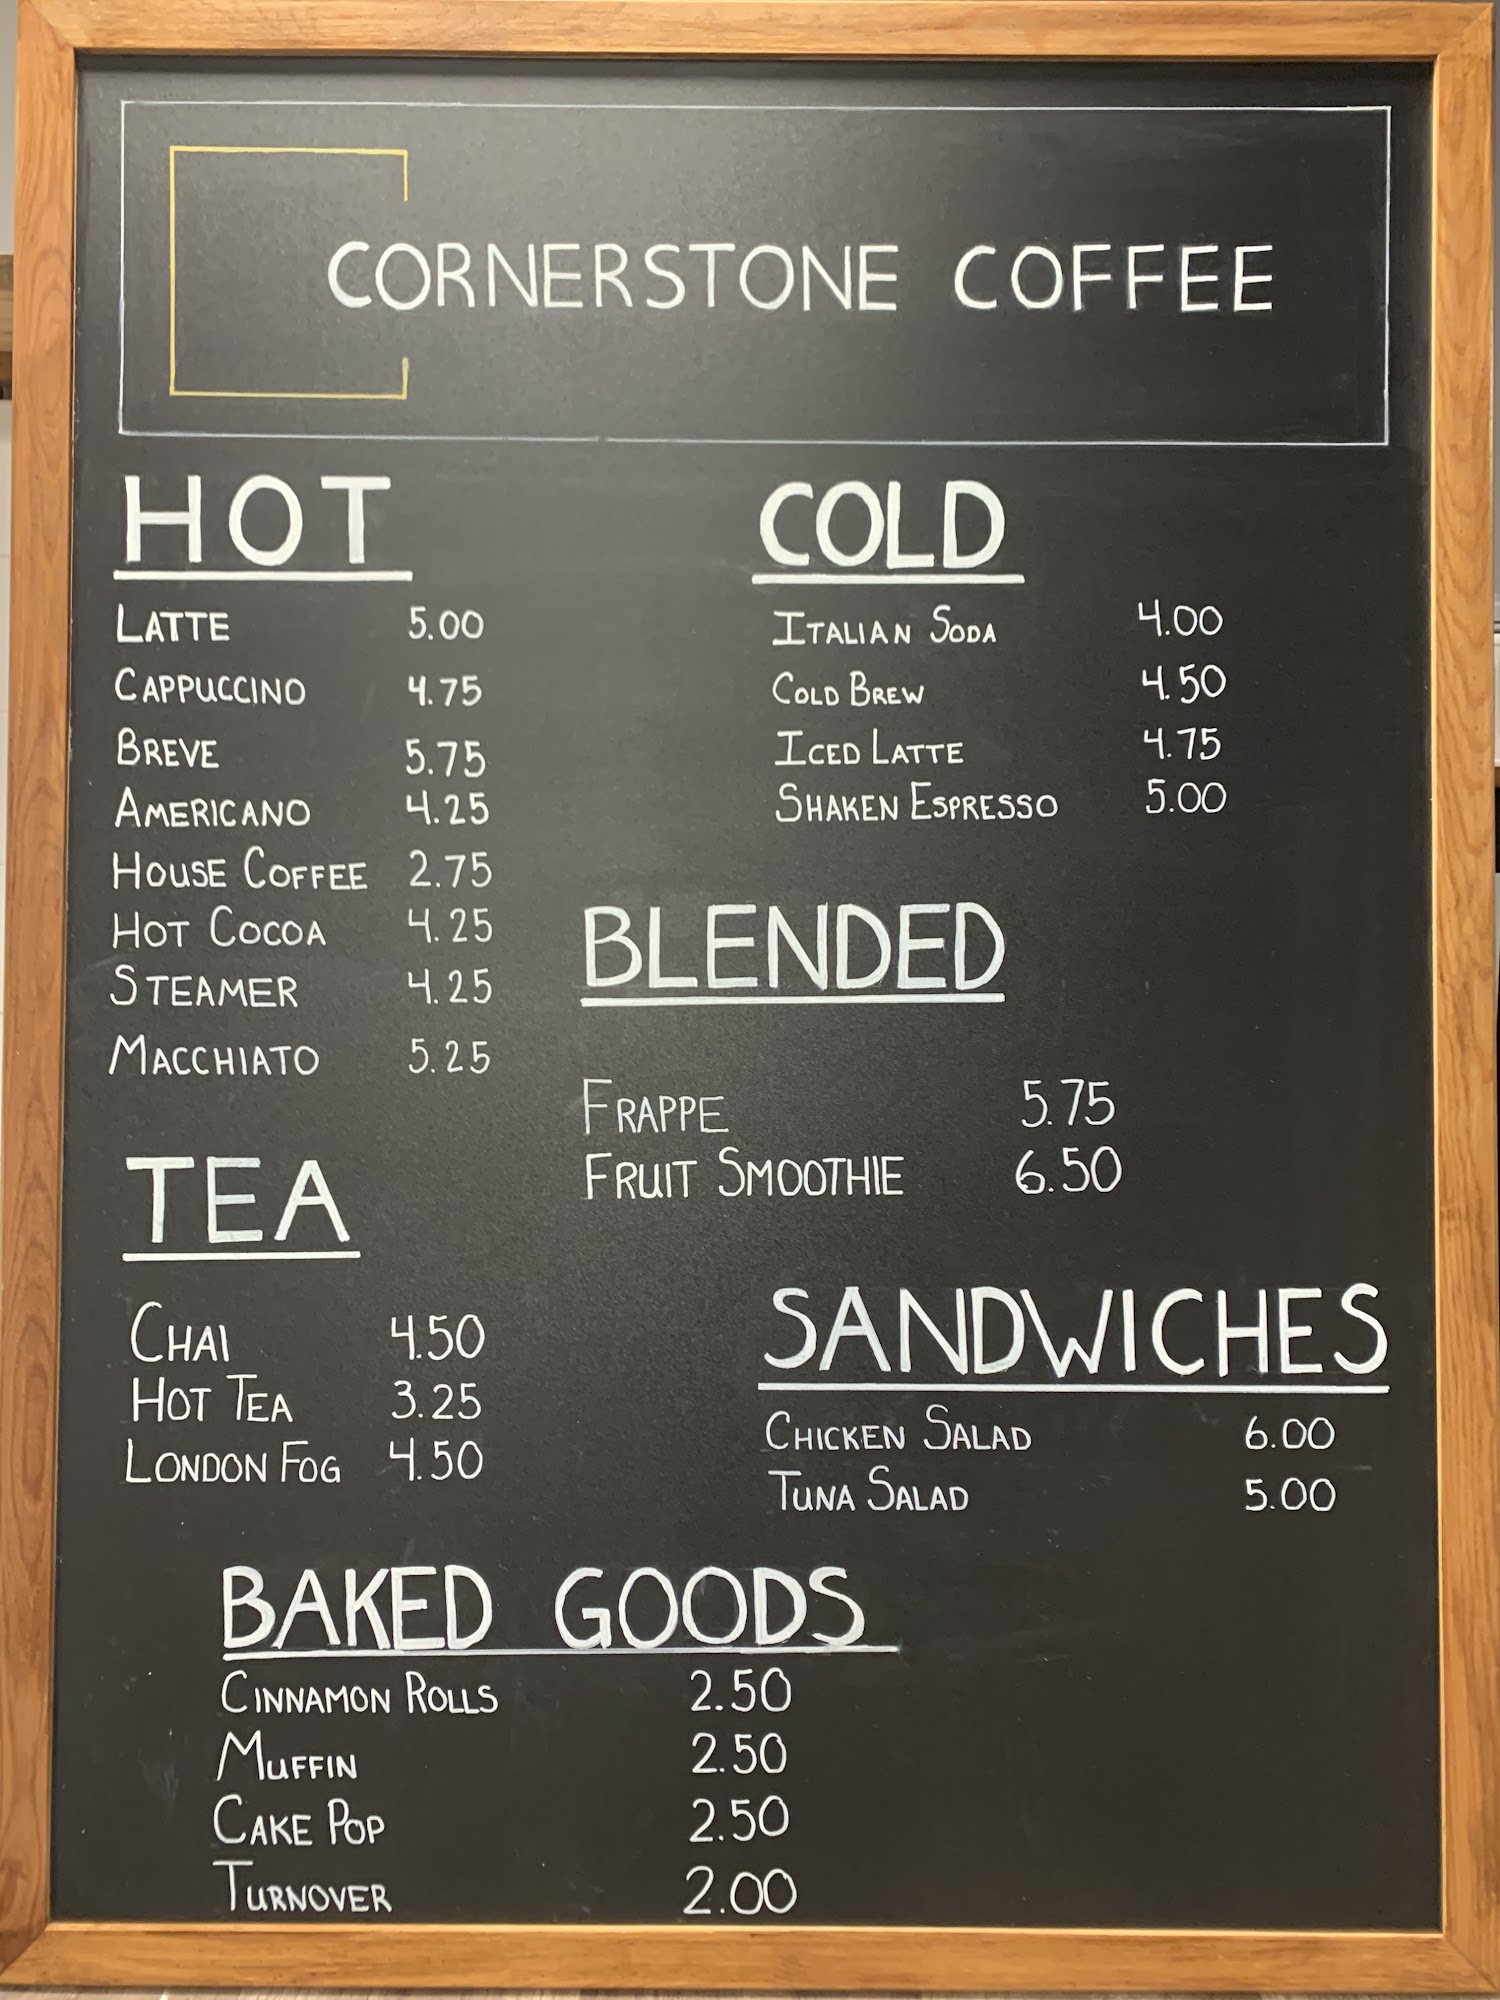 CORNERSTONE COFFEE
HOT
LATTE 5.00
CAPPUCCINO 4.75
BREVE 5.75
AMERICANO 4.25
HOUSE COFFEE 2.75
HOT COCOA 4.25
STEAMER 4.25
MACCHIATO 5.25
COLD
ITALIAN SODA 4.00
COLD BREW 4.50
ICED LATTE 4.75
SHAKEN ESPRESSO 5.00
BLENDED
FRAPPE 5.75
FRUIT SMOOTHIE 6.50
TEA
CHAI 4.50
HOT TEA 3.25
LONDON FOG 4.50
SANDWICHES
CHICKEN SALAD 6.00
TUNA SALAD 5.00
BAKED GOODS
CINNAMON ROLLS 2.50
MUFFIN 2.50
CAKE POP 2.50
TURNOVER 2.00